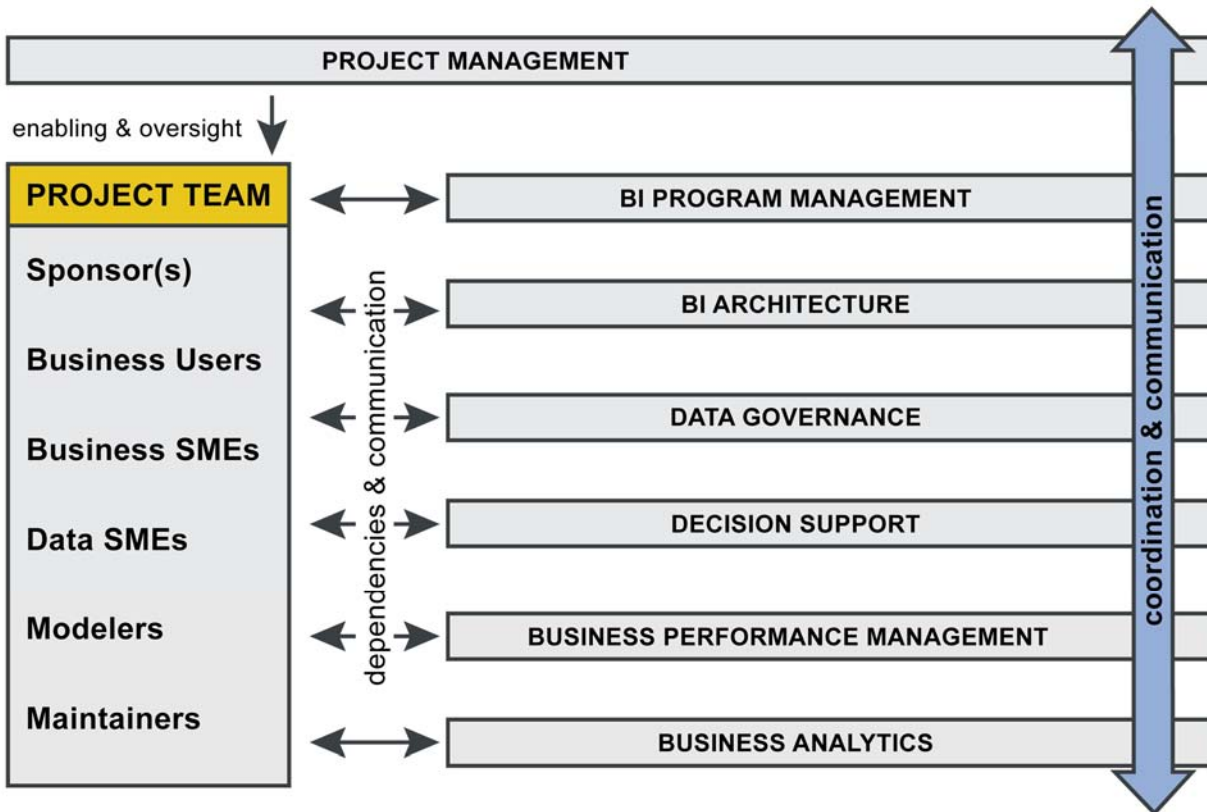 PROJECT MANAGEMENT
enabling & oversight
PROJECT TEAM
Sponsor(s)
Business Users
Business SMEs
Data SMEs
Modelers
Maintainers
dependencies & communication
BI PROGRAM MANAGEMENT
BI ARCHITECTURE
DATA GOVERNANCE
DECISION SUPPORT
BUSINESS PERFORMANCE MANAGEMENT
BUSINESS ANALYTICS
coordination & communication